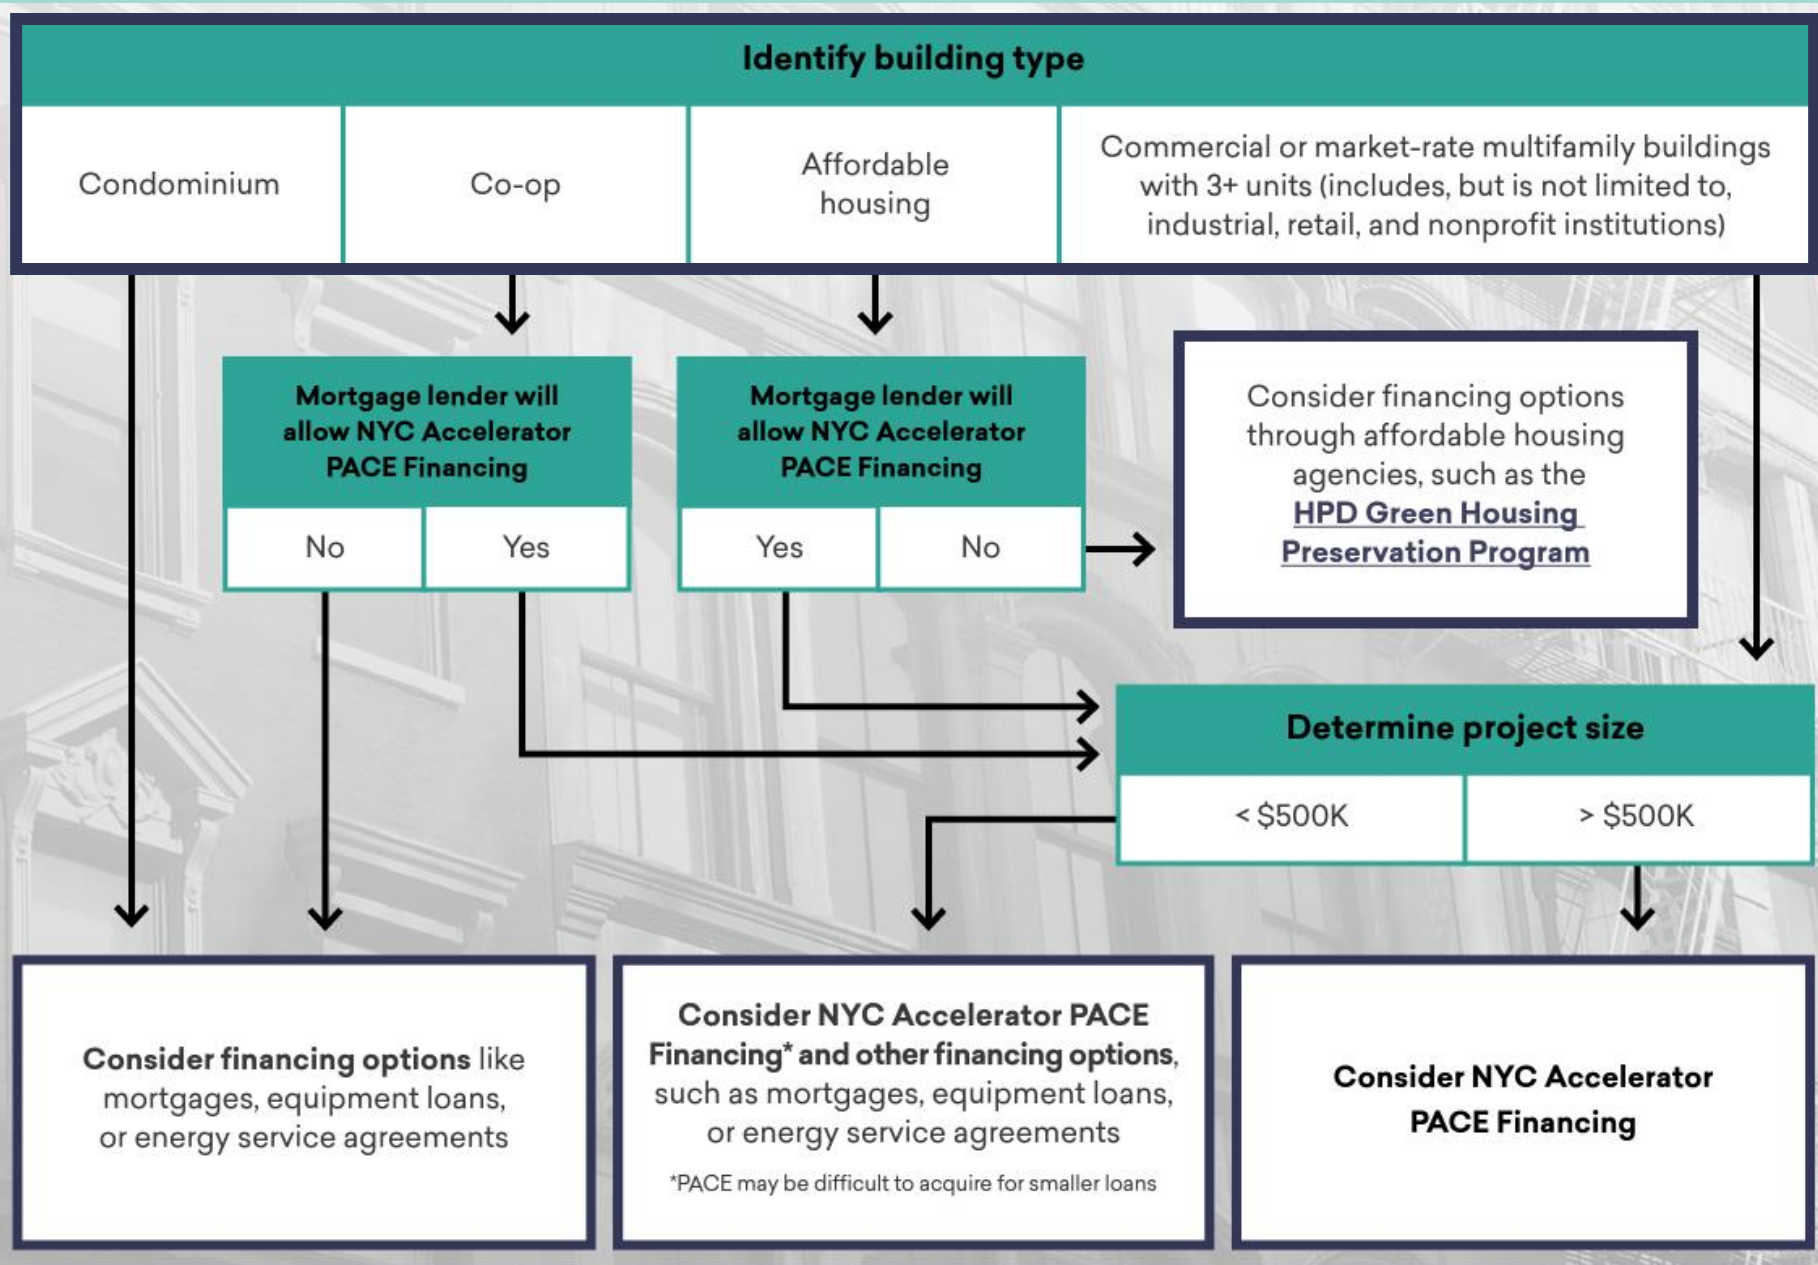 Identify building type
Condominium
Co-op
Affordable
housing
Commercial or market-rate multifamily buildings
with 3+ units (includes, but is not limited to,
industrial, retail, and nonprofit institutions)
Mortgage lender will
allow NYC Accelerator
PACE Financing
No
Yes
Mortgage lender will
allow NYC Accelerator
PACE Financing
Yes
No
Consider financing options
through affordable housing
agencies, such as the
HPD Green Housing
Preservation Program
Determine project size
< $500K
> $500K
Consider financing options like
mortgages, equipment loans,
or energy service agreements
Consider NYC Accelerator PACE
Financing* and other financing options,
such as mortgages, equipment loans,
or energy service agreements
*PACE may be difficult to acquire for smaller loans
Consider NYC Accelerator
PACE Financing